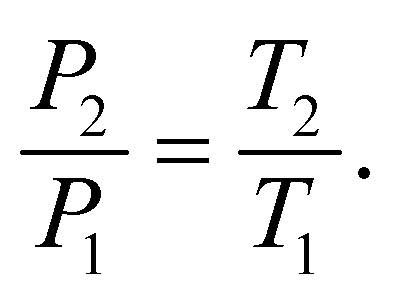 P₂/P₁ = T₂/T₁.